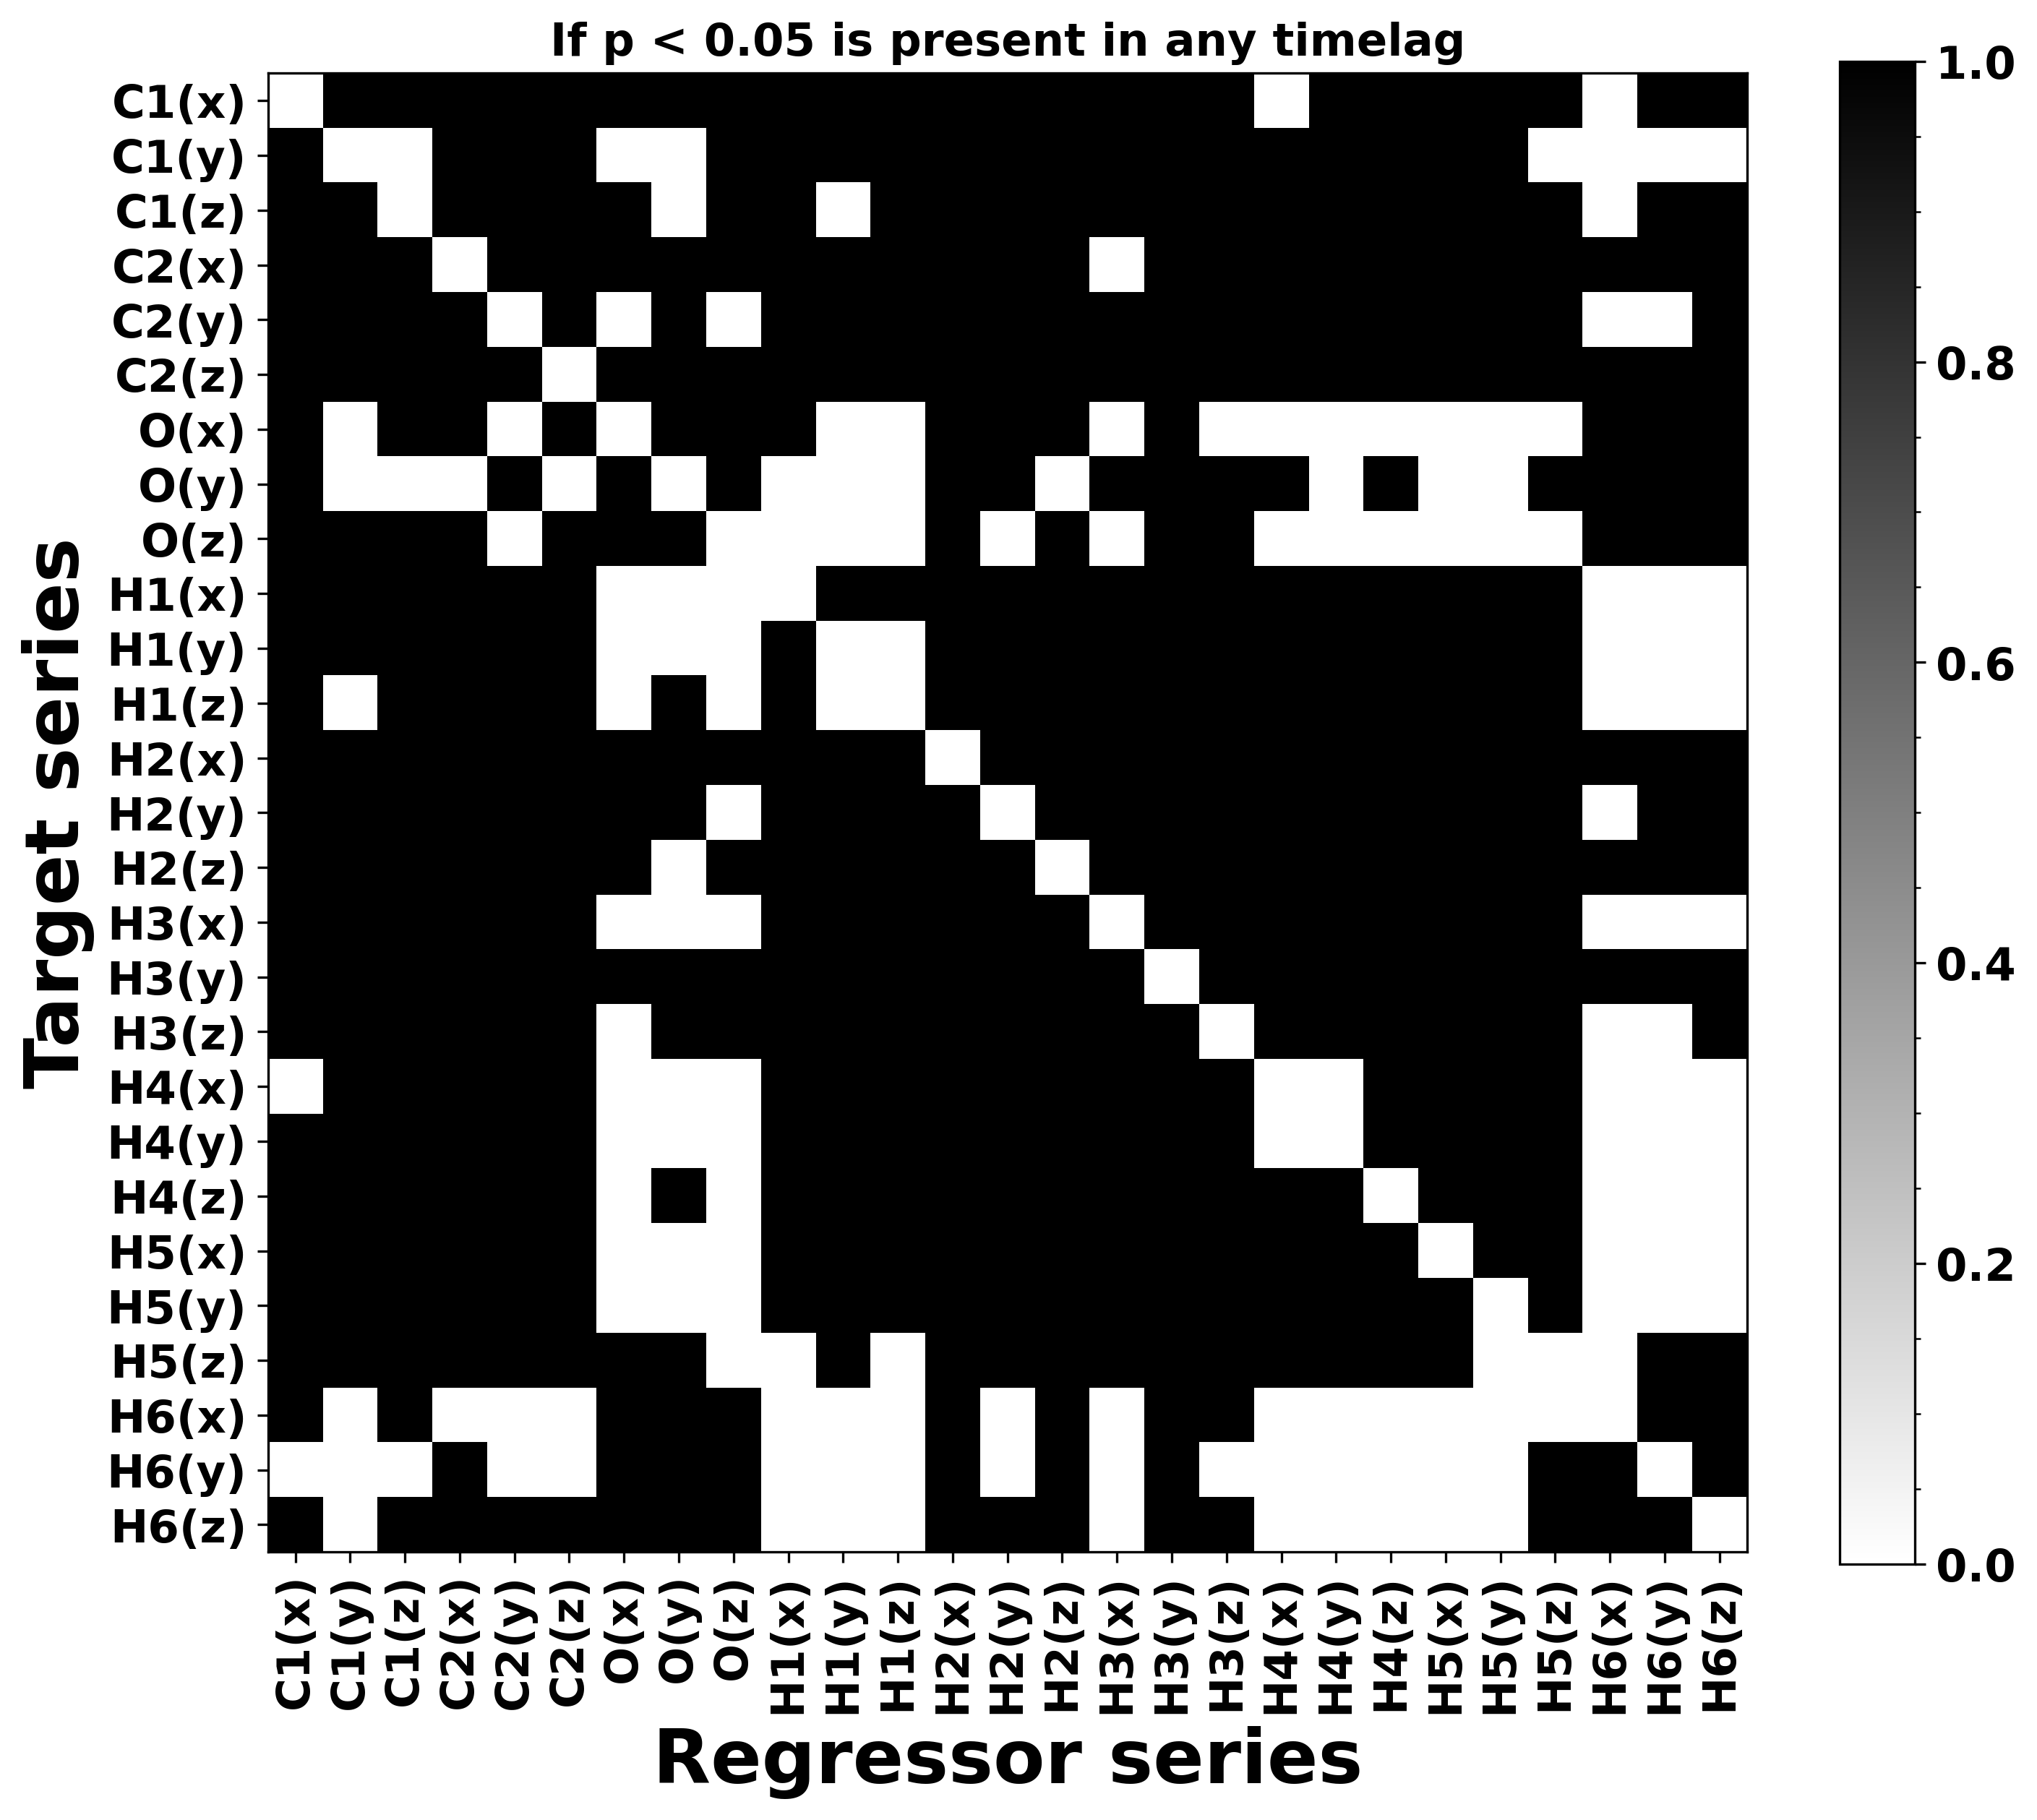 If p < 0.05 is present in any timelag
Target series
C1(x)
C1(y)
C1(z)
C2(x)
C2(y)
C2(z)
O(x)
O(y)
O(z)
H1(x)
H1(y)
H1(z)
H2(x)
H2(y)
H2(z)
H3(x)
H3(y)
H3(z)
H4(x)
H4(y)
H4(z)
H5(x)
H5(y)
H5(z)
H6(x)
H6(y)
H6(z)
C1(x) C1(y) C1(z) C2(x) C2(y) C2(z) O(x) O(y) O(z) H1(x) H1(y) H1(z) H2(x) H2(y) H2(z) H3(x) H3(y) H3(z) H4(x) H4(y) H4(z) H5(x) H5(y) H5(z) H6(x) H6(y) H6(z)
Regressor series
1.0
0.8
0.6
0.4
0.2
0.0